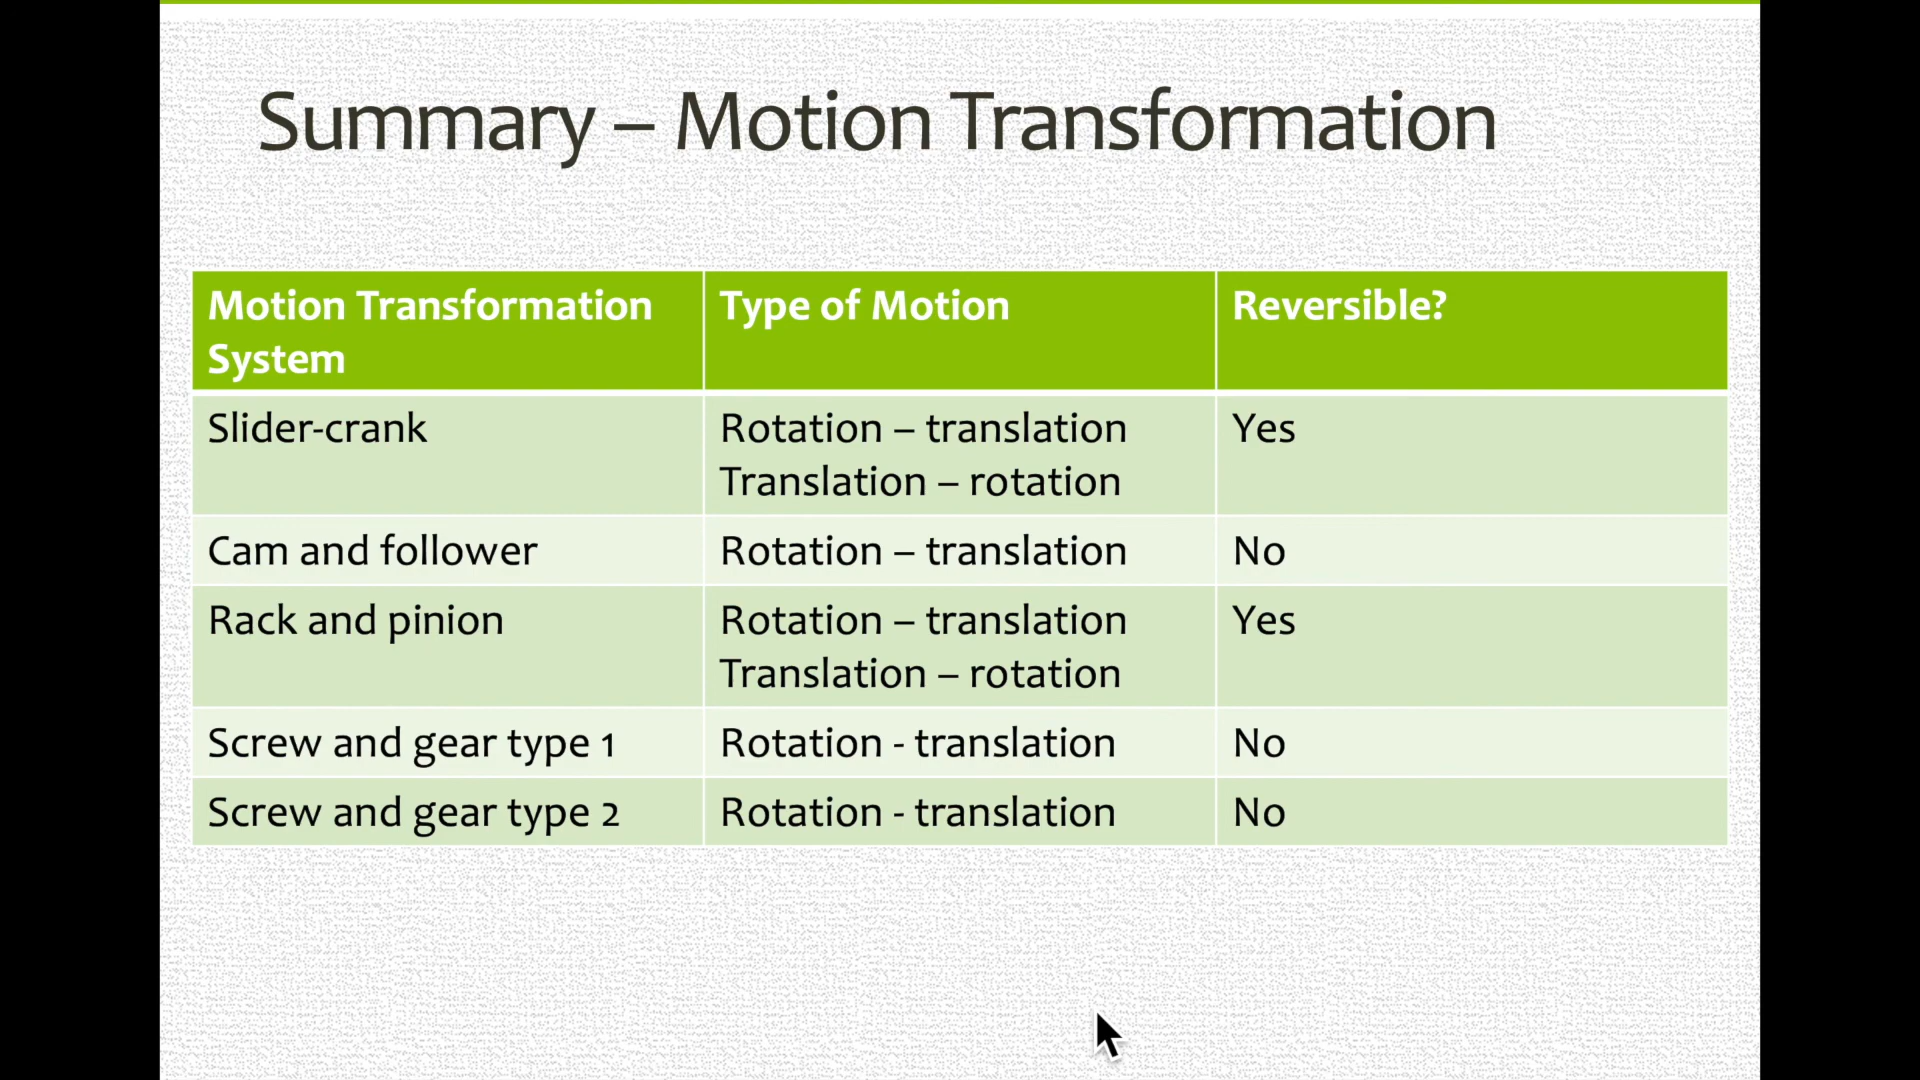 Summary – Motion Transformation
Motion Transformation
System
Type of Motion
Reversible?
Slider-crank
Rotation – translation
Translation – rotation
Yes
Cam and follower
Rotation – translation
No
Rack and pinion
Rotation – translation
Translation – rotation
Yes
Screw and gear type 1
Rotation - translation
No
Screw and gear type 2
Rotation - translation
No